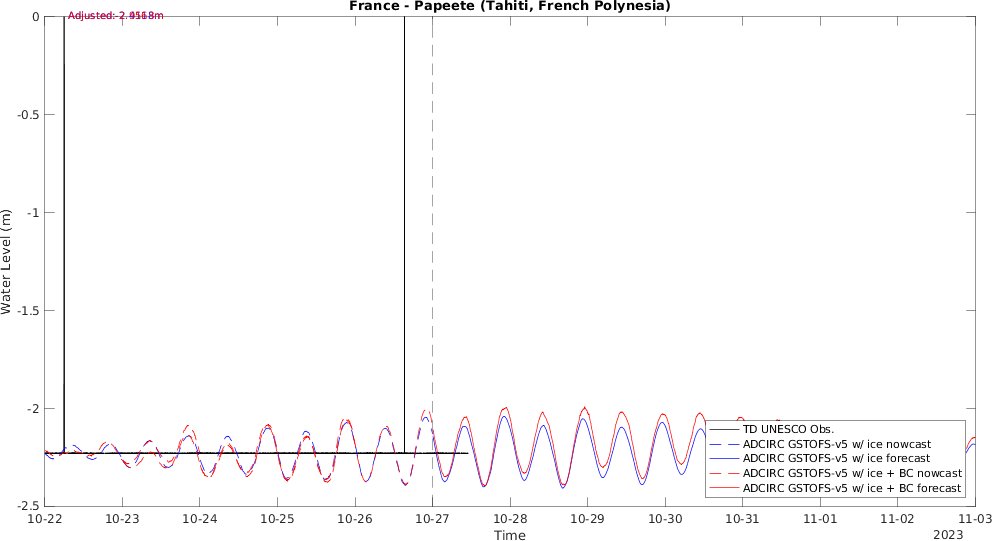 France - Papeete (Tahiti, French Polynesia)
Water Level (m)
0
-0.5
-1
-1.5
-2
-2.5
10-22
10-23
10-24
10-25
10-26
10-27
10-28
10-29
10-30
10-31
11-01
11-02
11-03
Time
2023
TD UNESCO Obs.
ADCIRC GSTOFS-v5 w/ ice nowcast
ADCIRC GSTOFS-v5 w/ ice forecast
ADCIRC GSTOFS-v5 w/ ice + BC nowcast
ADCIRC GSTOFS-v5 w/ ice + BC forecast
Adjusted: